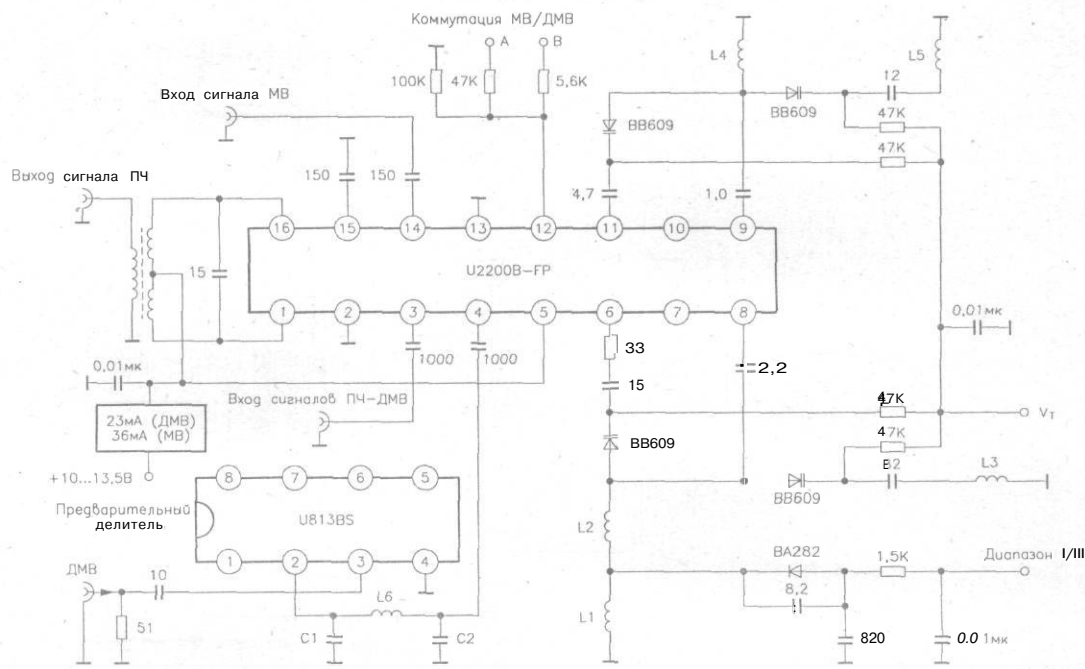 Коммутация МВ/ДМВ
A
B
L4
L5
100K
47K
5,6K
12
BB609
47K
Вход сигнала МВ
BB609
47K
Выход сигнала ПЧ
150
150
4,7
1,0
16
15
14
13
12
11
10
9
15
U2200B-FP
1
2
3
4
5
6
7
8
0,01мк
1000
1000
33
2,2
0,01мк
15
Вход сигналов ПЧ-ДМВ
47K
VT
23мА (ДМВ)
36мА (МВ)
BB609
47K
+10...13,5В
82
L3
8
7
6
5
BB609
Предварительный
делитель
U813BS
L2
1
2
3
4
BA282
1,5K
Диапазон I/III
ДМВ
10
8,2
L6
L1
51
C1
C2
820
0.01мк